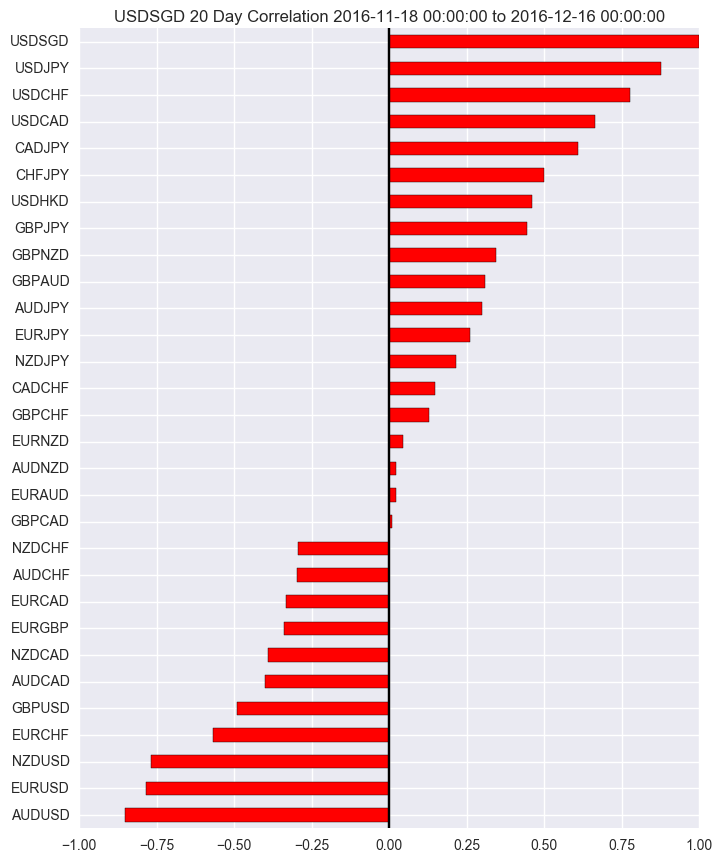 USDSGD 20 Day Correlation 2016-11-18 00:00:00 to 2016-12-16 00:00:00
USDSGD
USDJPY
USDCHF
USDCAD
CADJPY
CHFJPY
USDHKD
GBPJPY
GBPNZD
GBPAUD
AUDJPY
EURJPY
NZDJPY
CADCHF
GBPCHF
EURNZD
AUDNZD
EURAUD
GBPCAD
NZDCHF
AUDCHF
EURCAD
EURGBP
NZDCAD
AUDCAD
GBPUSD
EURCHF
NZDUSD
EURUSD
AUDUSD
−1.00 −0.75 −0.50 −0.25 0.00 0.25 0.50 0.75 1.00